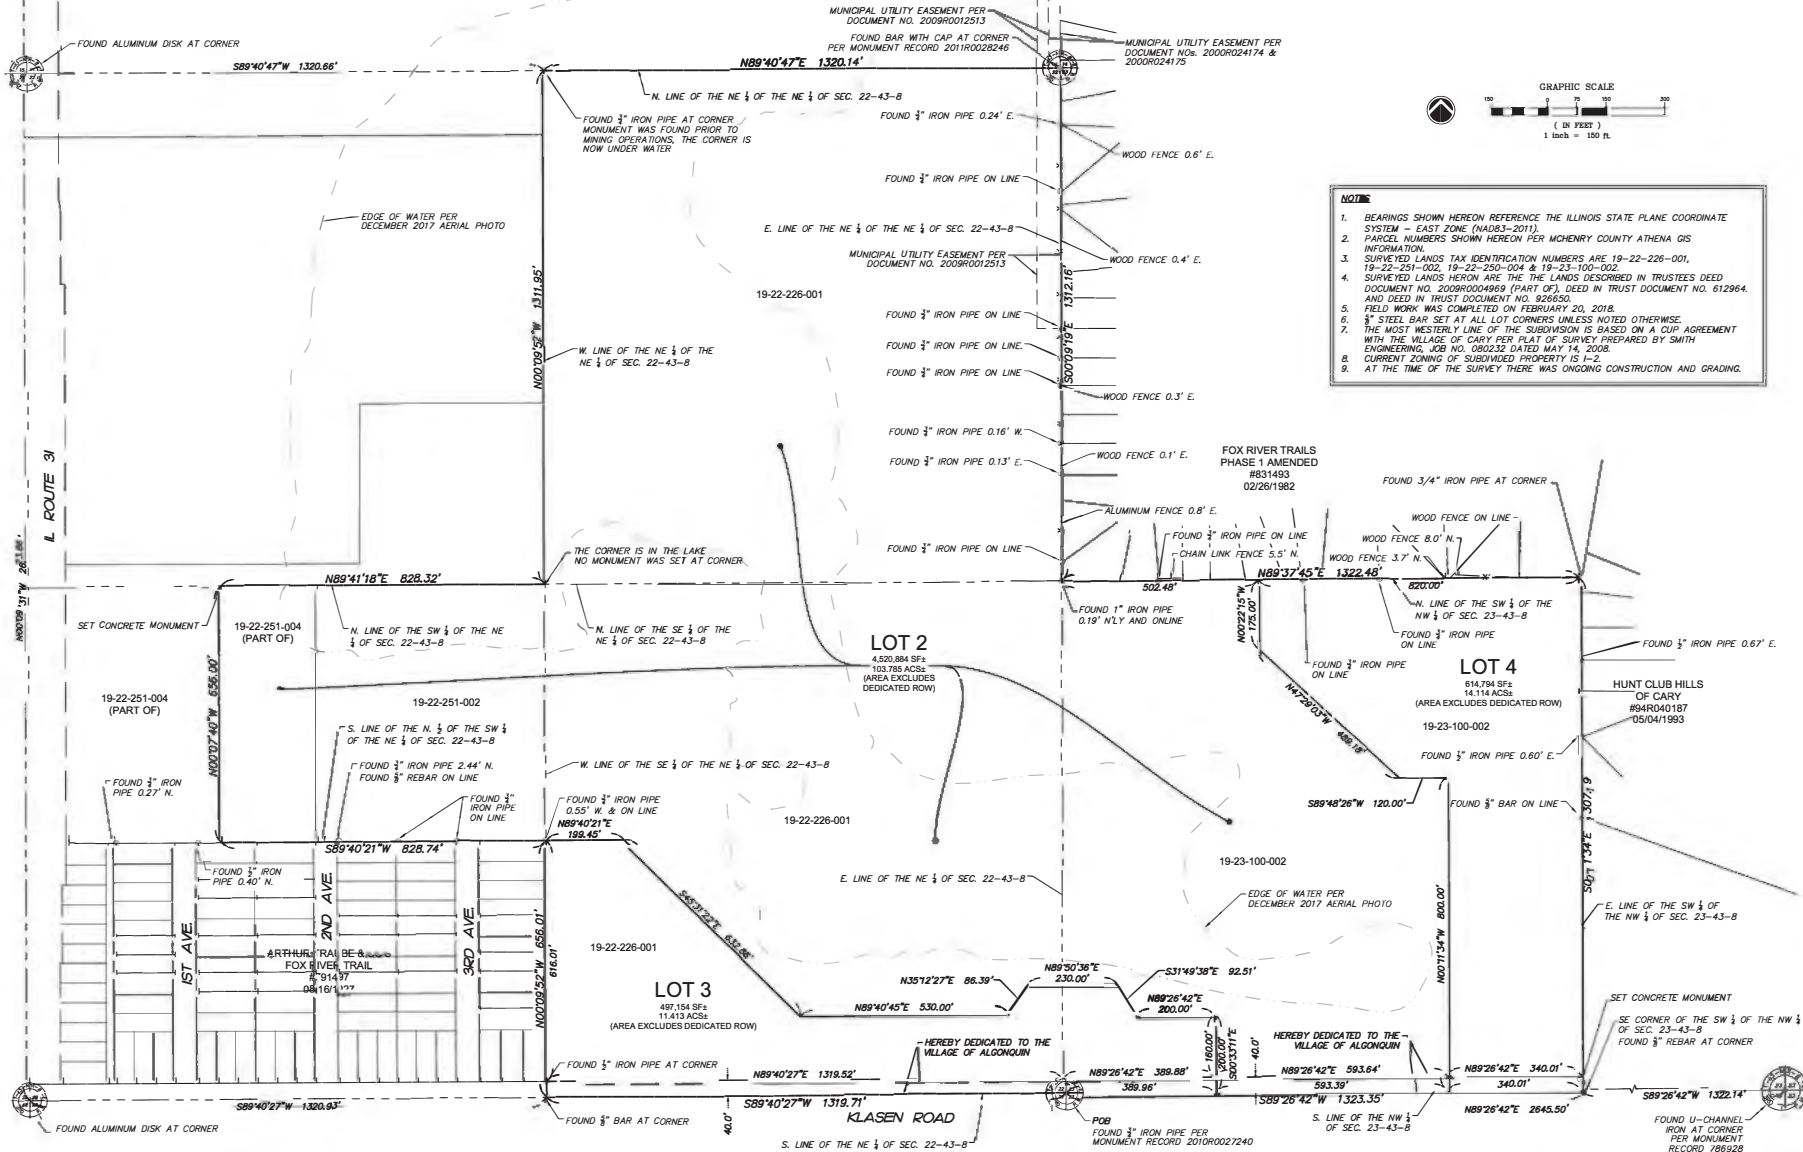 MUNICIPAL UTILITY EASEMENT PER
DOCUMENT NO. 2009R0012513
FOUND BAR WITH CAP AT CORNER
PER MONUMENT RECORD 2011R0028246
MUNICIPAL UTILITY EASEMENT PER
DOCUMENT NOs. 2000R024174 &
2000R024175
FOUND ALUMINUM DISK AT CORNER
S89°40'47"W 1320.66'
N89°40'47"E 1320.14'
N. LINE OF THE NE ¼ OF THE NE ¼ OF SEC. 22-43-8
FOUND ¾" IRON PIPE AT CORNER
MONUMENT WAS FOUND PRIOR TO
MINING OPERATIONS, THE CORNER IS
NOW UNDER WATER
FOUND ¾" IRON PIPE 0.24' E.
WOOD FENCE 0.6' E.
FOUND ¾" IRON PIPE ON LINE
GRAPHIC SCALE
150 0 75 150 300
( IN FEET )
1 inch = 150 ft.
NOTES
1. BEARINGS SHOWN HEREON REFERENCE THE ILLINOIS STATE PLANE COORDINATE
SYSTEM - EAST ZONE (NAD83-2011).
2. PARCEL NUMBERS SHOWN HEREON PER MCHENRY COUNTY ATHENA GIS
INFORMATION.
3. SURVEYED LANDS TAX IDENTIFICATION NUMBERS ARE 19-22-226-001,
19-22-251-002, 19-22-250-004 & 19-23-100-002.
4. SURVEYED LANDS HERON ARE THE THE LANDS DESCRIBED IN TRUSTEES DEED
DOCUMENT NO. 2009R0004969 (PART OF), DEED IN TRUST DOCUMENT NO. 612964.
AND DEED IN TRUST DOCUMENT NO. 926650.
5. FIELD WORK WAS COMPLETED ON FEBRUARY 20, 2018.
6. ⅝" STEEL BAR SET AT ALL LOT CORNERS UNLESS NOTED OTHERWISE.
7. THE MOST WESTERLY LINE OF THE SUBDIVISION IS BASED ON A CUP AGREEMENT
WITH THE VILLAGE OF CARY PER PLAT OF SURVEY PREPARED BY SMITH
ENGINEERING, JOB NO. 080232 DATED MAY 14, 2008.
8. CURRENT ZONING OF SUBDIVIDED PROPERTY IS I-2.
9. AT THE TIME OF THE SURVEY THERE WAS ONGOING CONSTRUCTION AND GRADING.
EDGE OF WATER PER
DECEMBER 2017 AERIAL PHOTO
E. LINE OF THE NE ¼ OF THE NE ¼ OF SEC. 22-43-8
MUNICIPAL UTILITY EASEMENT PER
DOCUMENT NO. 2009R0012513
WOOD FENCE 0.4' E.
19-22-226-001
N00°09'52"W 1311.95'
S00°09'19"E 1312.16'
FOUND ¾" IRON PIPE ON LINE
FOUND ¾" IRON PIPE ON LINE.
FOUND ¾" IRON PIPE ON LINE
W. LINE OF THE NE ¼ OF THE
NE ¼ OF SEC. 22-43-8
WOOD FENCE 0.3' E.
FOUND ¾" IRON PIPE 0.16' W.
FOUND ¾" IRON PIPE 0.13' E.
WOOD FENCE 0.1' E.
FOX RIVER TRAILS
PHASE 1 AMENDED
#831493
02/26/1982
FOUND 3/4" IRON PIPE AT CORNER
IL ROUTE 31
ALUMINUM FENCE 0.8' E.
WOOD FENCE ON LINE
FOUND ¾" IRON PIPE ON LINE
WOOD FENCE 8.0' N.
FOUND ¾" IRON PIPE ON LINE
CHAIN LINK FENCE 5.5' N.
WOOD FENCE 3.7' N.
THE CORNER IS IN THE LAKE
NO MONUMENT WAS SET AT CORNER
N89°41'18"E 828.32'
N89°37'45"E 1322.48'
502.48'
820.00'
SET CONCRETE MONUMENT
19-22-251-004
(PART OF)
N. LINE OF THE SW ¼ OF THE NE
¼ OF SEC. 22-43-8
N. LINE OF THE SE ¼ OF THE
NE ¼ OF SEC. 22-43-8
LOT 2
4,520,884 SF±
103.785 ACS±
(AREA EXCLUDES
DEDICATED ROW)
FOUND 1" IRON PIPE
0.19' N'LY AND ONLINE
N00°22'15"W
175.00'
N. LINE OF THE SW ¼ OF THE
NW ¼ OF SEC. 23-43-8
FOUND ¾" IRON PIPE
ON LINE
FOUND ¾" IRON PIPE
ON LINE
FOUND ½" IRON PIPE 0.67' E.
LOT 4
614,794 SF±
14.114 ACS±
(AREA EXCLUDES DEDICATED ROW)
19-23-100-002
HUNT CLUB HILLS
OF CARY
#94R040187
05/04/1993
N00°07'40"W 656.00'
19-22-251-004
(PART OF)
19-22-251-002
N47°29'03"W 489.18'
S. LINE OF THE N. ½ OF THE SW ¼
OF THE NE ¼ OF SEC. 22-43-8
FOUND ¾" IRON PIPE 2.44' N.
FOUND ⅝" REBAR ON LINE
W. LINE OF THE SE ¼ OF THE NE ¼ OF SEC. 22-43-8
FOUND ½" IRON PIPE 0.60' E.
FOUND ¾" IRON
PIPE 0.27' N.
FOUND ¾"
IRON PIPE
ON LINE
FOUND ¾" IRON PIPE
0.55' W. & ON LINE
S89°48'26"W 120.00'
FOUND ⅝" BAR ON LINE
N89°40'21"E
199.45'
19-22-226-001
S89°40'21"W 828.74'
FOUND ½" IRON
PIPE 0.40' N.
19-23-100-002
E. LINE OF THE NE ¼ OF SEC. 22-43-8
EDGE OF WATER PER
DECEMBER 2017 AERIAL PHOTO
E. LINE OF THE SW ¼ OF
THE NW ¼ OF SEC. 23-43-8
1ST AVE.
2ND AVE.
3RD AVE.
FOX RIVER TRAIL
N00°09'52"W 656.01'
616.01'
S45°31'22"E 632.88'
19-22-226-001
LOT 3
497,154 SF±
11.413 ACS±
(AREA EXCLUDES DEDICATED ROW)
N00°11'34"W 800.00'
N35°12'27"E 86.39'
N89°50'36"E
230.00'
S31°49'38"E 92.51'
N89°40'45"E 530.00'
N89°26'42"E
200.00'
SET CONCRETE MONUMENT
SE CORNER OF THE SW ¼ OF THE NW ¼
OF SEC. 23-43-8
FOUND ⅝" REBAR AT CORNER
HEREBY DEDICATED TO THE
VILLAGE OF ALGONQUIN
160.00'
200.00'
S00°33'11"E
40.0'
HEREBY DEDICATED TO THE
VILLAGE OF ALGONQUIN
FOUND ½" IRON PIPE AT CORNER
N89°40'27"E 1319.52'
N89°26'42"E 389.88'
N89°26'42"E 593.64'
N89°26'42"E 340.01'
389.96'
593.39'
340.01'
S89°40'27"W 1320.93'
S89°40'27"W 1319.71'
S89°26'42"W 1323.35'
S89°26'42"W 1322.14'
N89°26'42"E 2645.50'
KLASEN ROAD
40.0'
FOUND ALUMINUM DISK AT CORNER
FOUND ⅝" BAR AT CORNER
S. LINE OF THE NE ¼ OF SEC. 22-43-8
POB
FOUND ¾" IRON PIPE PER
MONUMENT RECORD 2010R0027240
S. LINE OF THE NW ¼
OF SEC. 23-43-8
FOUND U-CHANNEL
IRON AT CORNER
PER MONUMENT
RECORD 786928